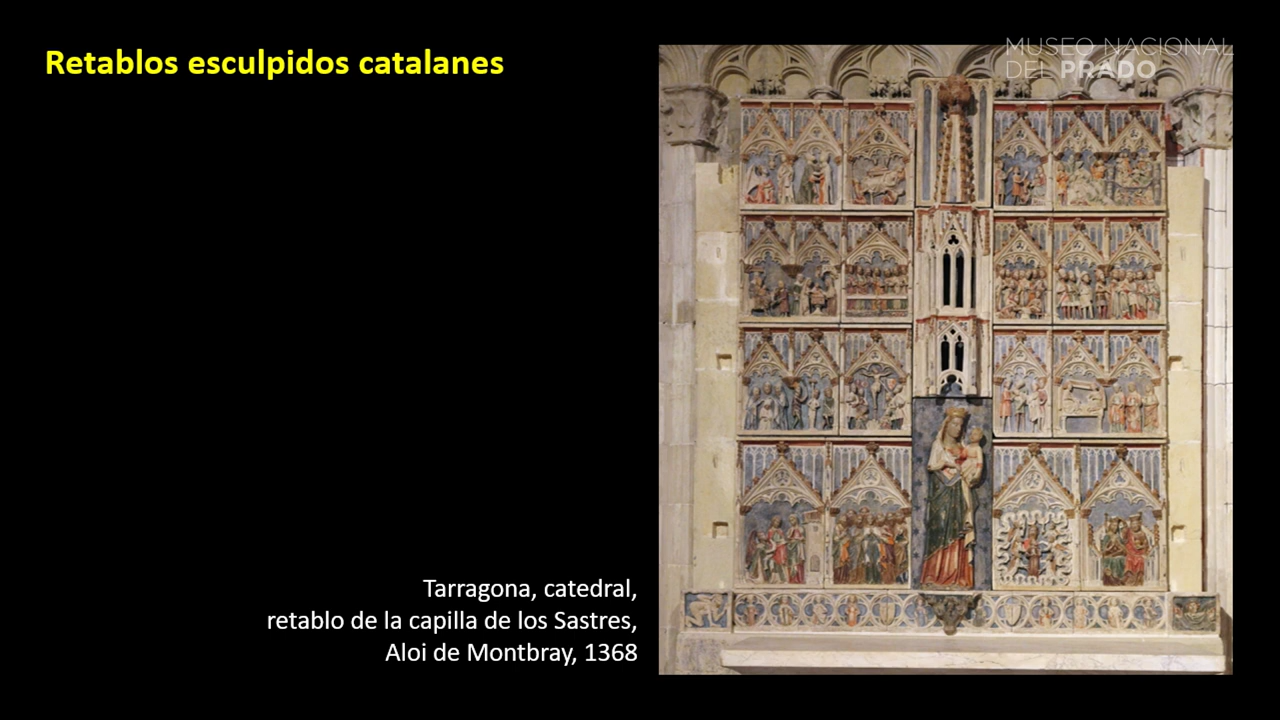 Retablos esculpidos catalanes
MUSEO NACIONAL
DEL PRADO
Tarragona, catedral,
retablo de la capilla de los Sastres,
Aloi de Montbray, 1368